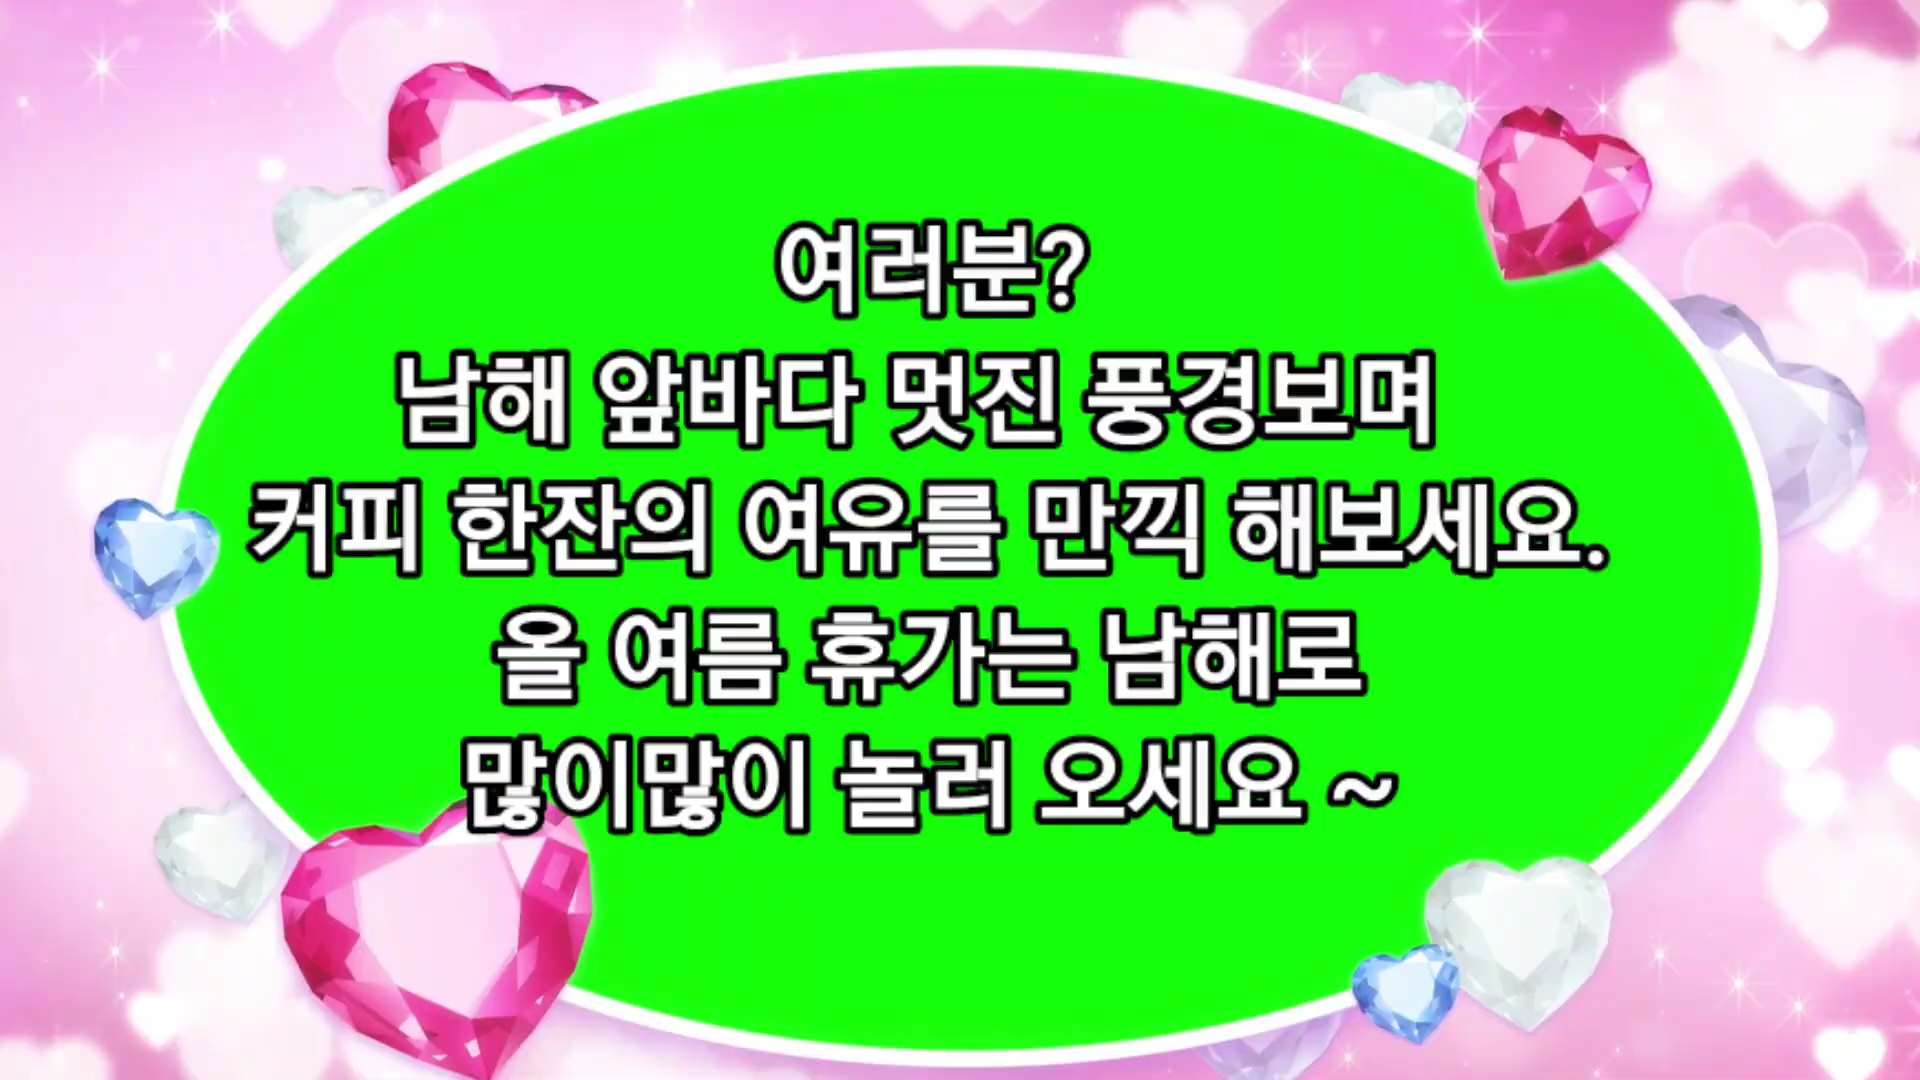 여러분?
남해 앞바다 멋진 풍경보며
커피 한잔의 여유를 만끽 해보세요.
올 여름 휴가는 남해로
많이많이 놀러 오세요 ~